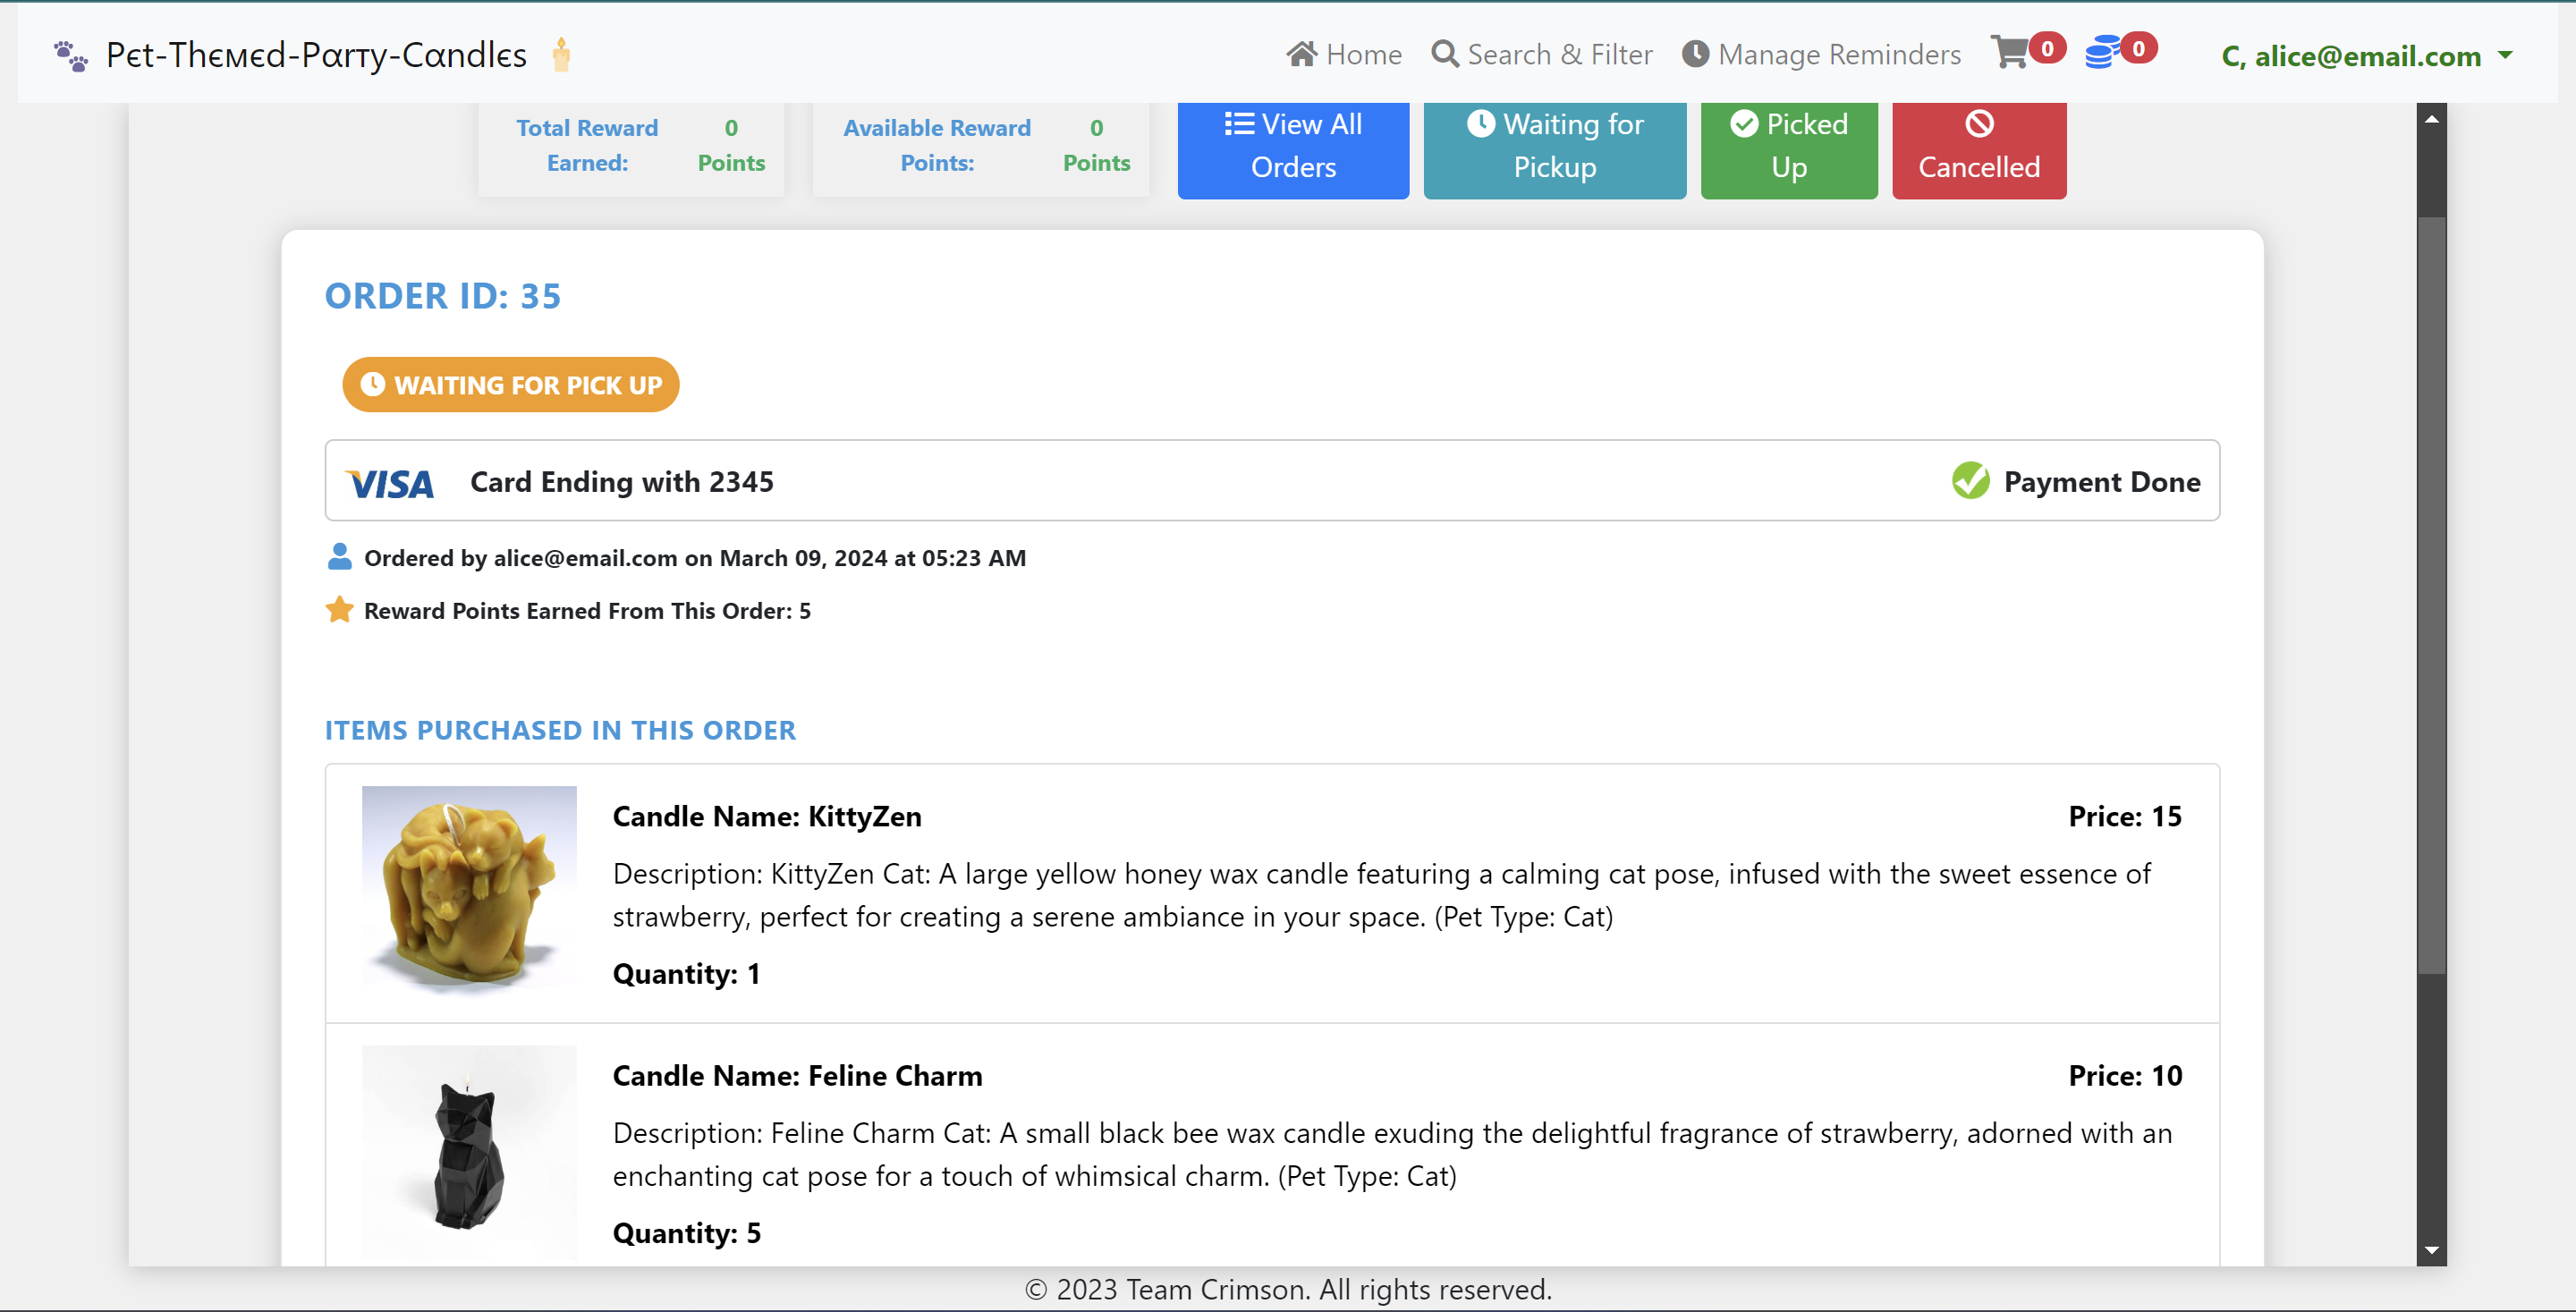 Pєt-Thємєd-Pαrтy-Cαndlєs
Home
Search & Filter
Manage Reminders
0
0
C, alice@email.com
Total Reward
Earned:
0
Points
Available Reward
Points:
0
Points
View All
Orders
Waiting for
Pickup
Picked
Up
Cancelled
ORDER ID: 35
WAITING FOR PICK UP
VISA
Card Ending with 2345
Payment Done
Ordered by alice@email.com on March 09, 2024 at 05:23 AM
Reward Points Earned From This Order: 5
ITEMS PURCHASED IN THIS ORDER
Candle Name: KittyZen
Price: 15
Description: KittyZen Cat: A large yellow honey wax candle featuring a calming cat pose, infused with the sweet essence of
strawberry, perfect for creating a serene ambiance in your space. (Pet Type: Cat)
Quantity: 1
Candle Name: Feline Charm
Price: 10
Description: Feline Charm Cat: A small black bee wax candle exuding the delightful fragrance of strawberry, adorned with an
enchanting cat pose for a touch of whimsical charm. (Pet Type: Cat)
Quantity: 5
© 2023 Team Crimson. All rights reserved.